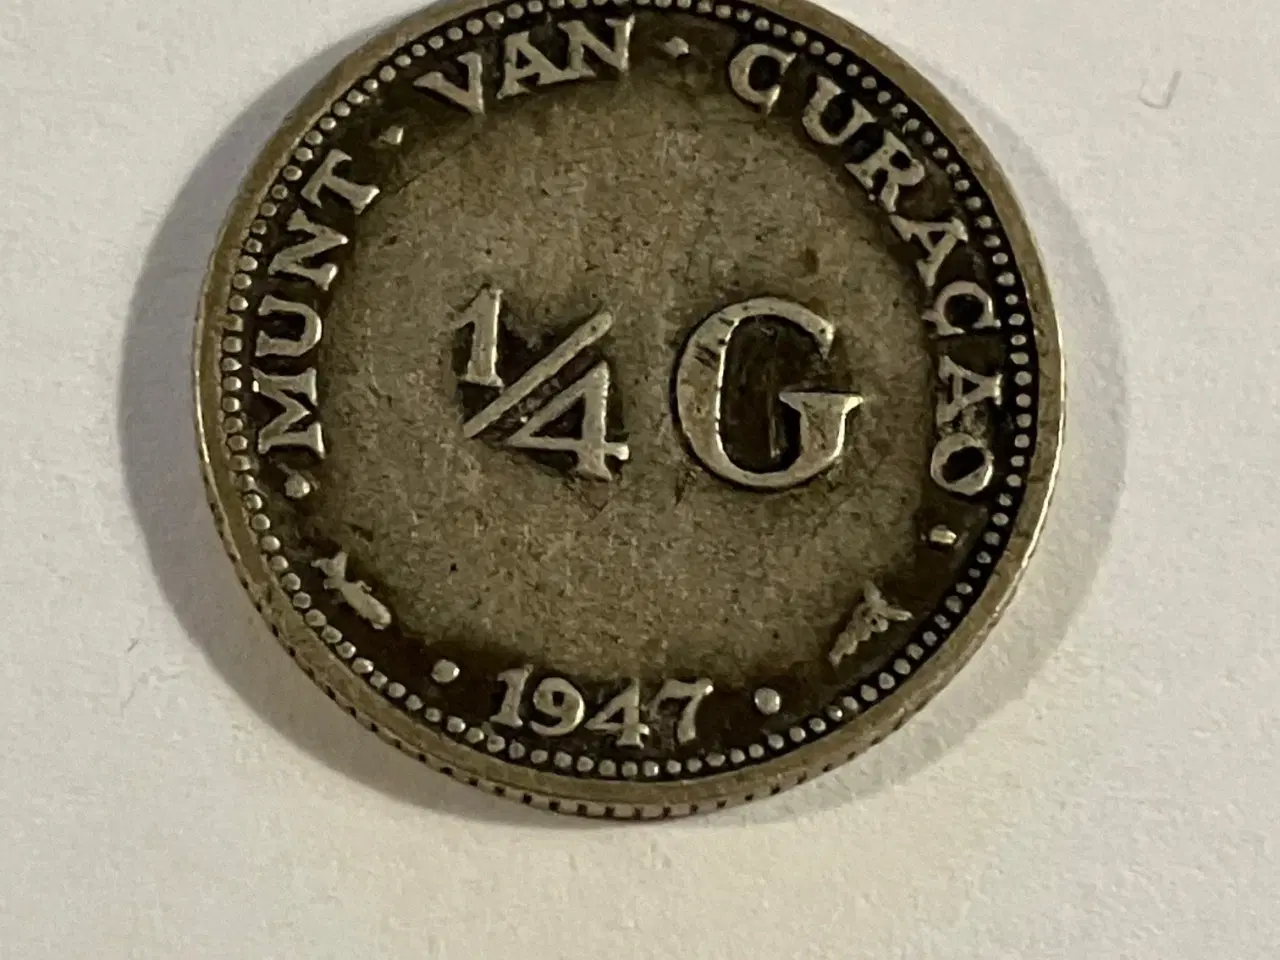 MUNT · VAN · CURAÇAO
1/4 G
· 1947 ·